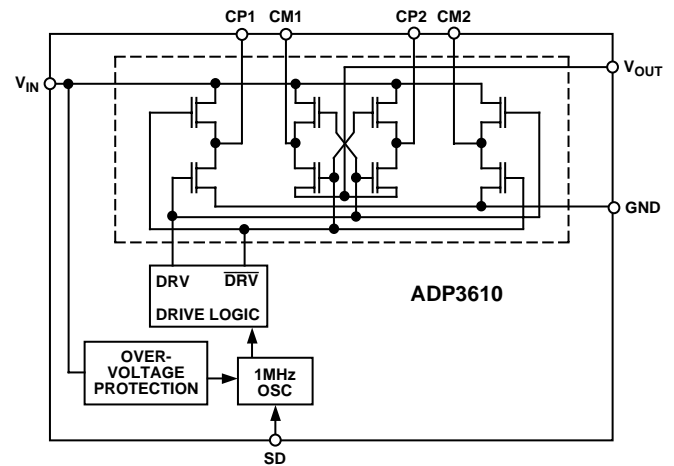 CP1 CM1 CP2 CM2
VIN
VOUT
GND
DRV DRV
DRIVE LOGIC
ADP3610
OVER-
VOLTAGE
PROTECTION
1MHz
OSC
SD